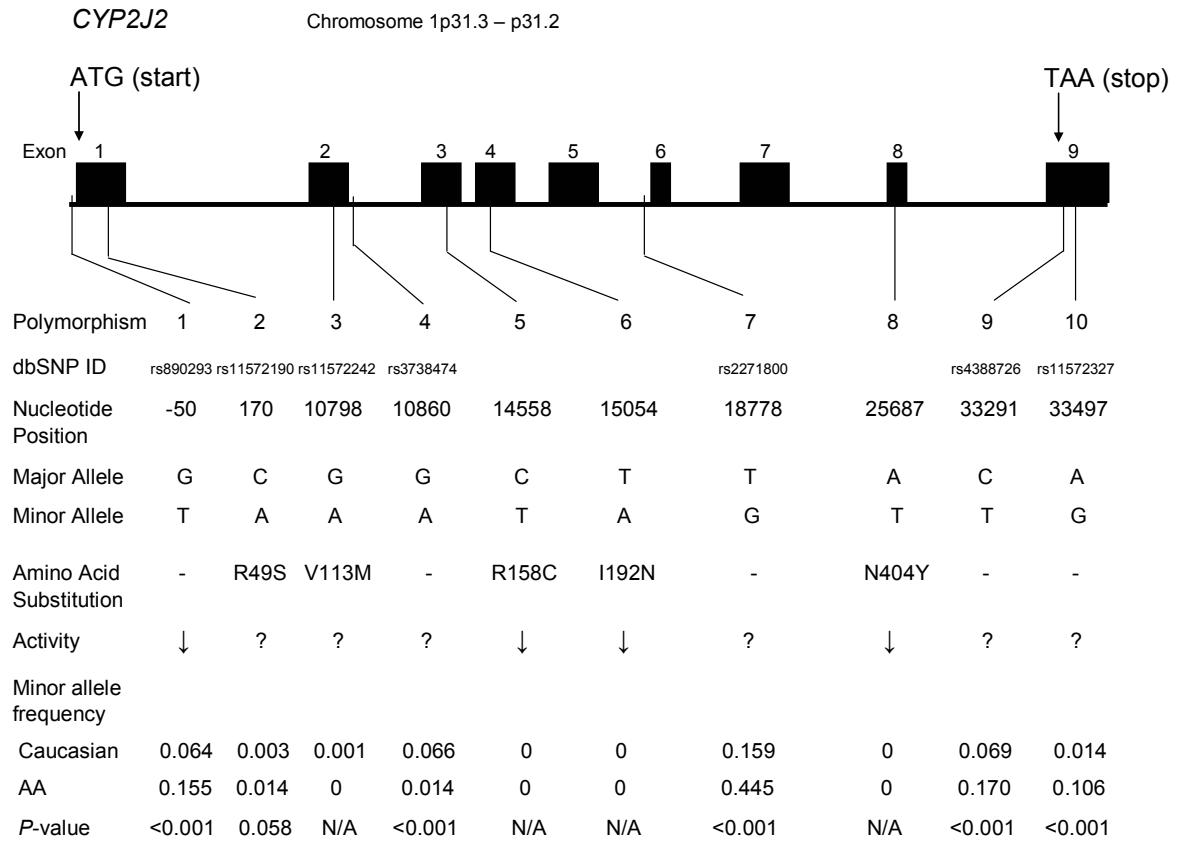 CYP2J2 Chromosome 1p31.3 – p31.2
ATG (start) TAA (stop)
Exon 1 2 3 4 5 6 7 8 9
Polymorphism 1 2 3 4 5 6 7 8 9 10
dbSNP ID rs890293 rs11572190 rs11572242 rs3738474 rs2271800 rs4388726 rs11572327
Nucleotide -50 170 10798 10860 14558 15054 18778 25687 33291 33497
Position
Major Allele G C G G C T T A C A
Minor Allele T A A A T A G T T G
Amino Acid - R49S V113M - R158C I192N - N404Y - -
Substitution
Activity ↓ ? ? ? ↓ ↓ ? ↓ ? ?
Minor allele
frequency
Caucasian 0.064 0.003 0.001 0.066 0 0 0.159 0 0.069 0.014
AA 0.155 0.014 0 0.014 0 0 0.445 0 0.170 0.106
P-value <0.001 0.058 N/A <0.001 N/A N/A <0.001 N/A <0.001 <0.001